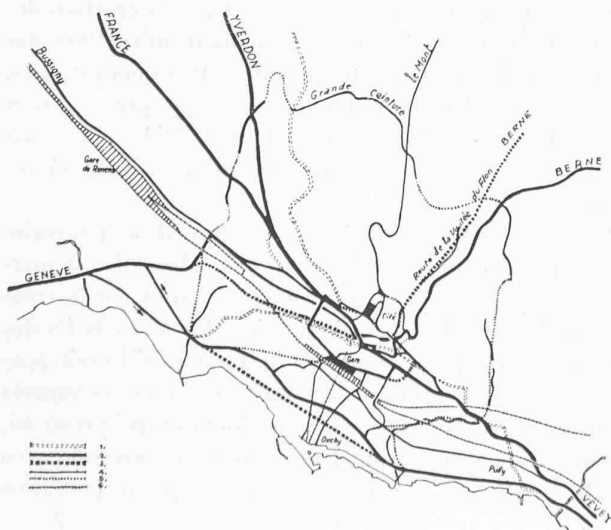 FRANCE
YVERDON
Bussigny
le Mont
Grande Ceinture
BERNE
BERNE
Gare de Renens
Route de la Vallée du Flon
GENEVE
Cité
Gare
Ouchy
Pully
VEVEY
1.
2.
3.
4.
5.
6.